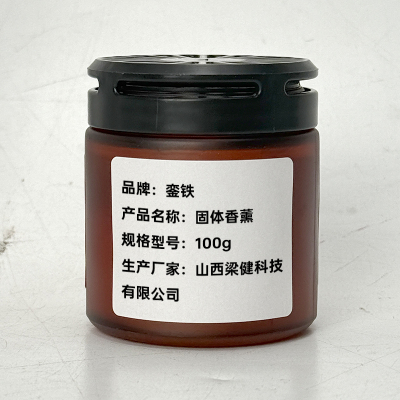 品牌：銮铁
产品名称：固体香薰
规格型号：100g
生产厂家：山西梁健科技
有限公司